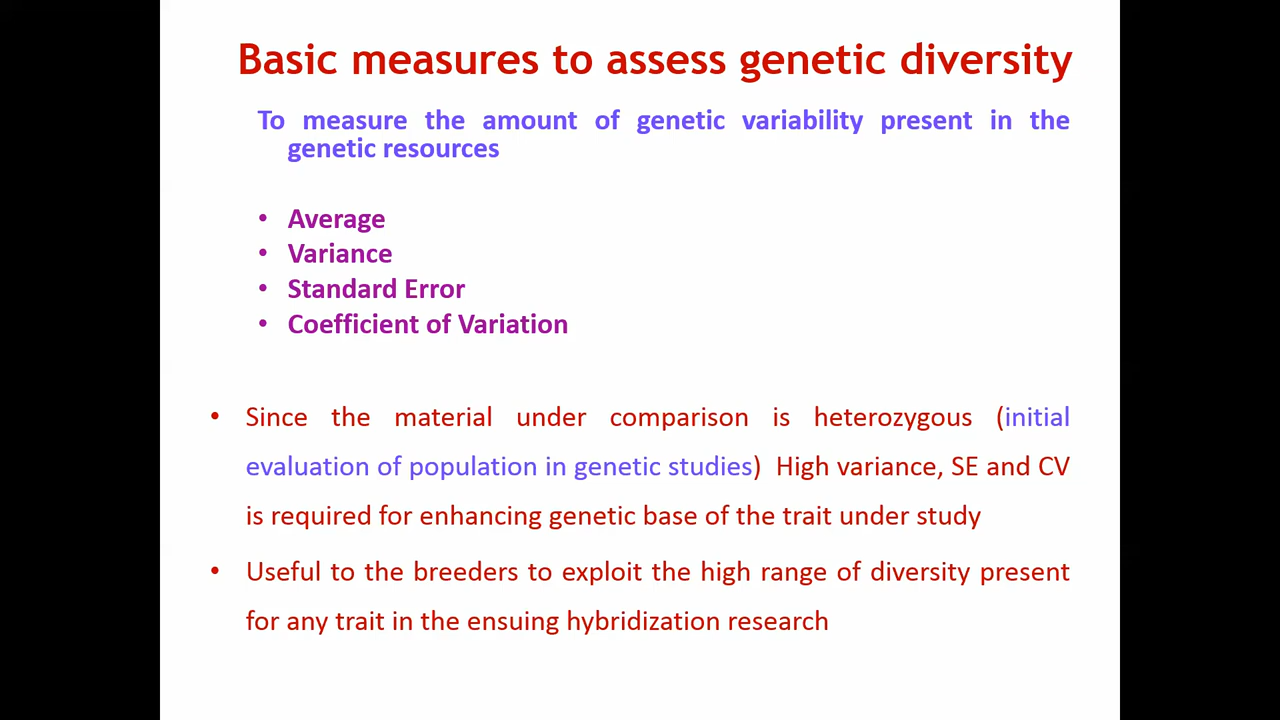 Basic measures to assess genetic diversity
To measure the amount of genetic variability present in the
genetic resources
• Average
• Variance
• Standard Error
• Coefficient of Variation
• Since the material under comparison is heterozygous (initial
evaluation of population in genetic studies) High variance, SE and CV
is required for enhancing genetic base of the trait under study
• Useful to the breeders to exploit the high range of diversity present
for any trait in the ensuing hybridization research